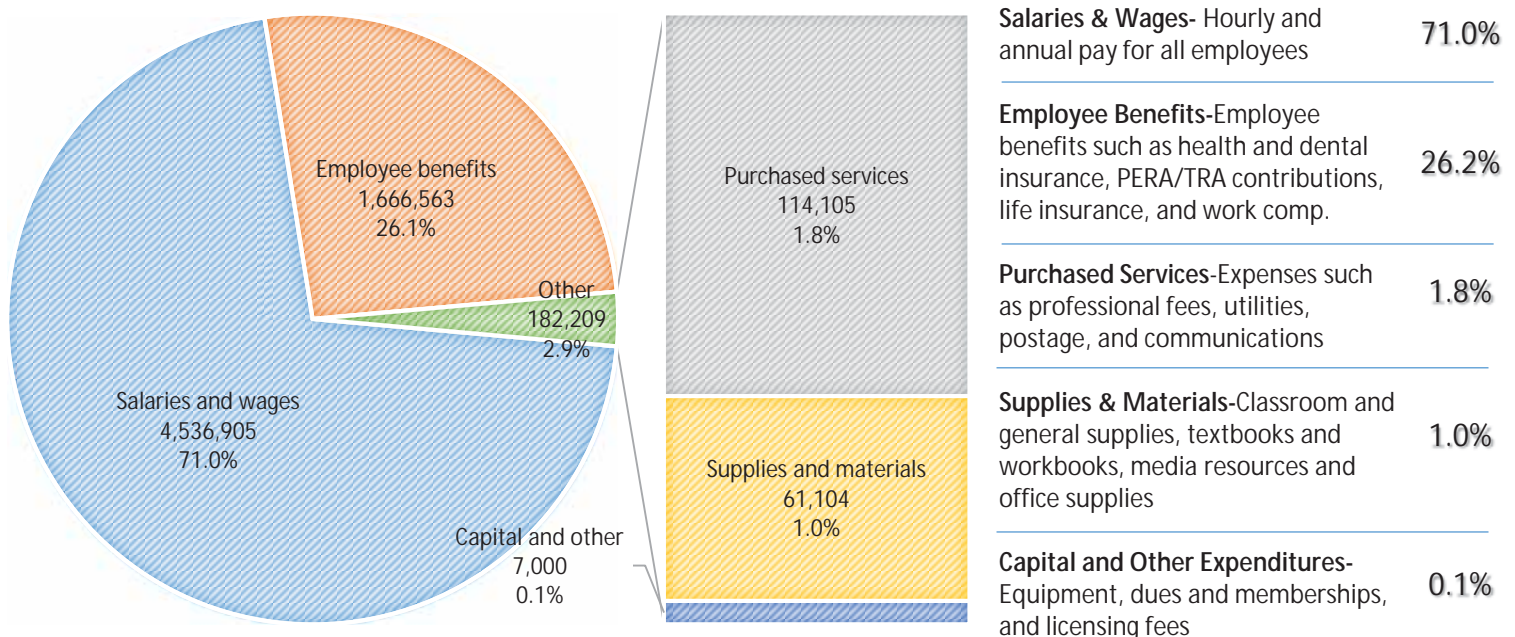 Employee benefits
1,666,563
26.1%
Other
182,209
2.9%
Salaries and wages
4,536,905
71.0%
Capital and other
7,000
0.1%
Purchased services
114,105
1.8%
Supplies and materials
61,104
1.0%
Salaries & Wages- Hourly and
annual pay for all employees
71.0%
Employee Benefits-Employee
benefits such as health and dental
insurance, PERA/TRA contributions,
life insurance, and work comp.
26.2%
Purchased Services-Expenses such
as professional fees, utilities,
postage, and communications
1.8%
Supplies & Materials-Classroom and
general supplies, textbooks and
workbooks, media resources and
office supplies
1.0%
Capital and Other Expenditures-
Equipment, dues and memberships,
and licensing fees
0.1%